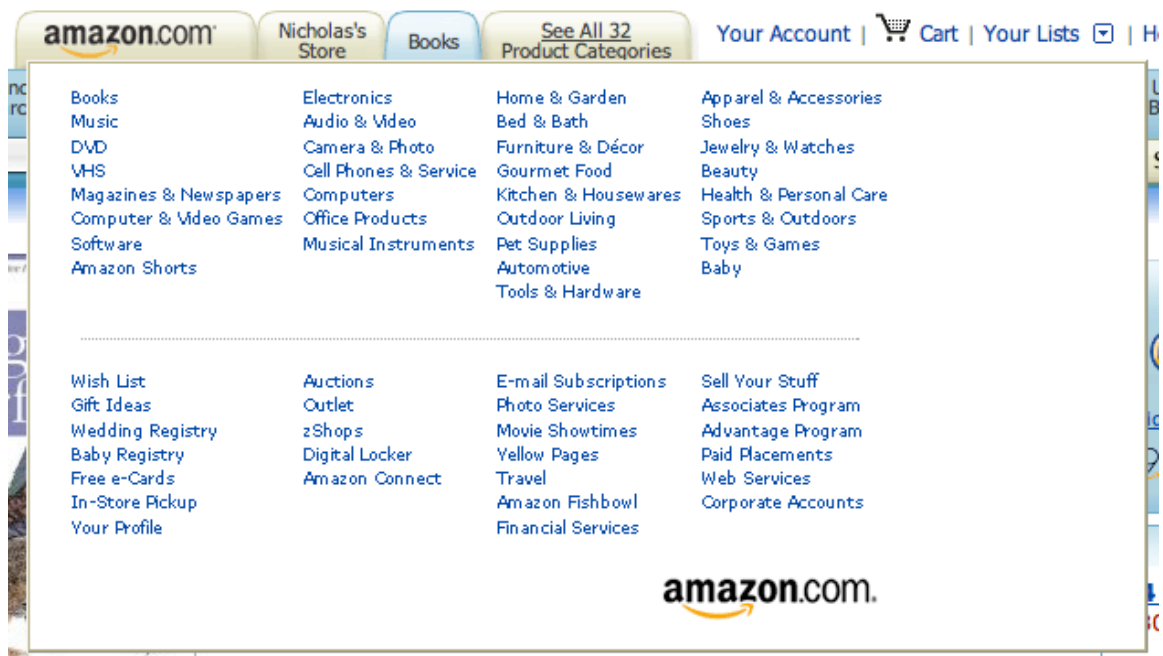 amazon.com
Nicholas's
Store
Books
See All 32
Product Categories
Your Account | Cart | Your Lists |
Books
Music
DVD
VHS
Magazines & Newspapers
Computer & Video Games
Software
Amazon Shorts
Electronics
Audio & Video
Camera & Photo
Cell Phones & Service
Computers
Office Products
Musical Instruments
Home & Garden
Bed & Bath
Furniture & Décor
Gourmet Food
Kitchen & Housewares
Outdoor Living
Pet Supplies
Automotive
Tools & Hardware
Apparel & Accessories
Shoes
Jewelry & Watches
Beauty
Health & Personal Care
Sports & Outdoors
Toys & Games
Baby
Wish List
Gift Ideas
Wedding Registry
Baby Registry
Free e-Cards
In-Store Pickup
Your Profile
Auctions
Outlet
zShops
Digital Locker
Amazon Connect
E-mail Subscriptions
Photo Services
Movie Showtimes
Yellow Pages
Travel
Amazon Fishbowl
Financial Services
Sell Your Stuff
Associates Program
Advantage Program
Paid Placements
Web Services
Corporate Accounts
amazon.com.